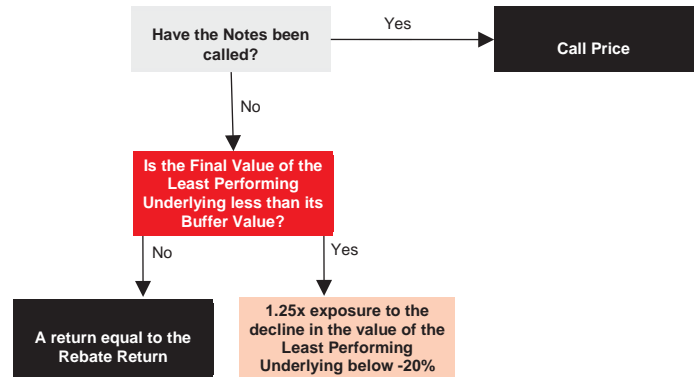 Have the Notes been
called?
Yes
Call Price
No
Is the Final Value of the
Least Performing
Underlying less than its
Buffer Value?
No
Yes
A return equal to the
Rebate Return
1.25x exposure to the
decline in the value of the
Least Performing
Underlying below -20%